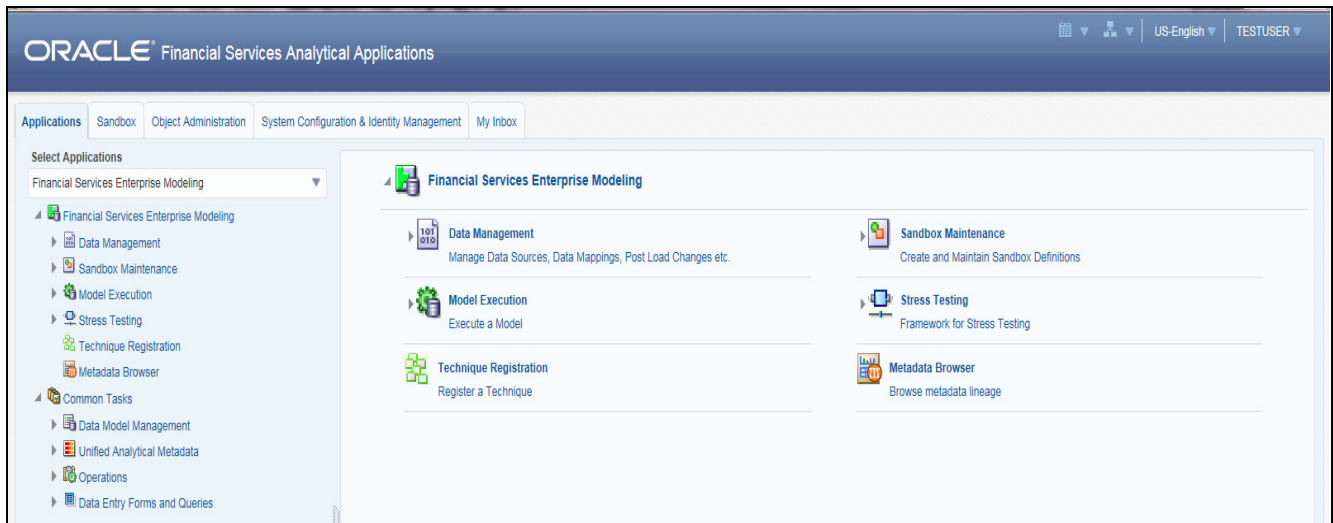 ORACLE® Financial Services Analytical Applications
US-English
TESTUSER
Applications Sandbox Object Administration System Configuration & Identity Management My Inbox
Select Applications
Financial Services Enterprise Modeling
Financial Services Enterprise Modeling
Data Management
Sandbox Maintenance
Model Execution
Stress Testing
Technique Registration
Metadata Browser
Common Tasks
Data Model Management
Unified Analytical Metadata
Operations
Data Entry Forms and Queries
Financial Services Enterprise Modeling
Data Management
Manage Data Sources, Data Mappings, Post Load Changes etc.
Sandbox Maintenance
Create and Maintain Sandbox Definitions
Model Execution
Execute a Model
Stress Testing
Framework for Stress Testing
Technique Registration
Register a Technique
Metadata Browser
Browse metadata lineage